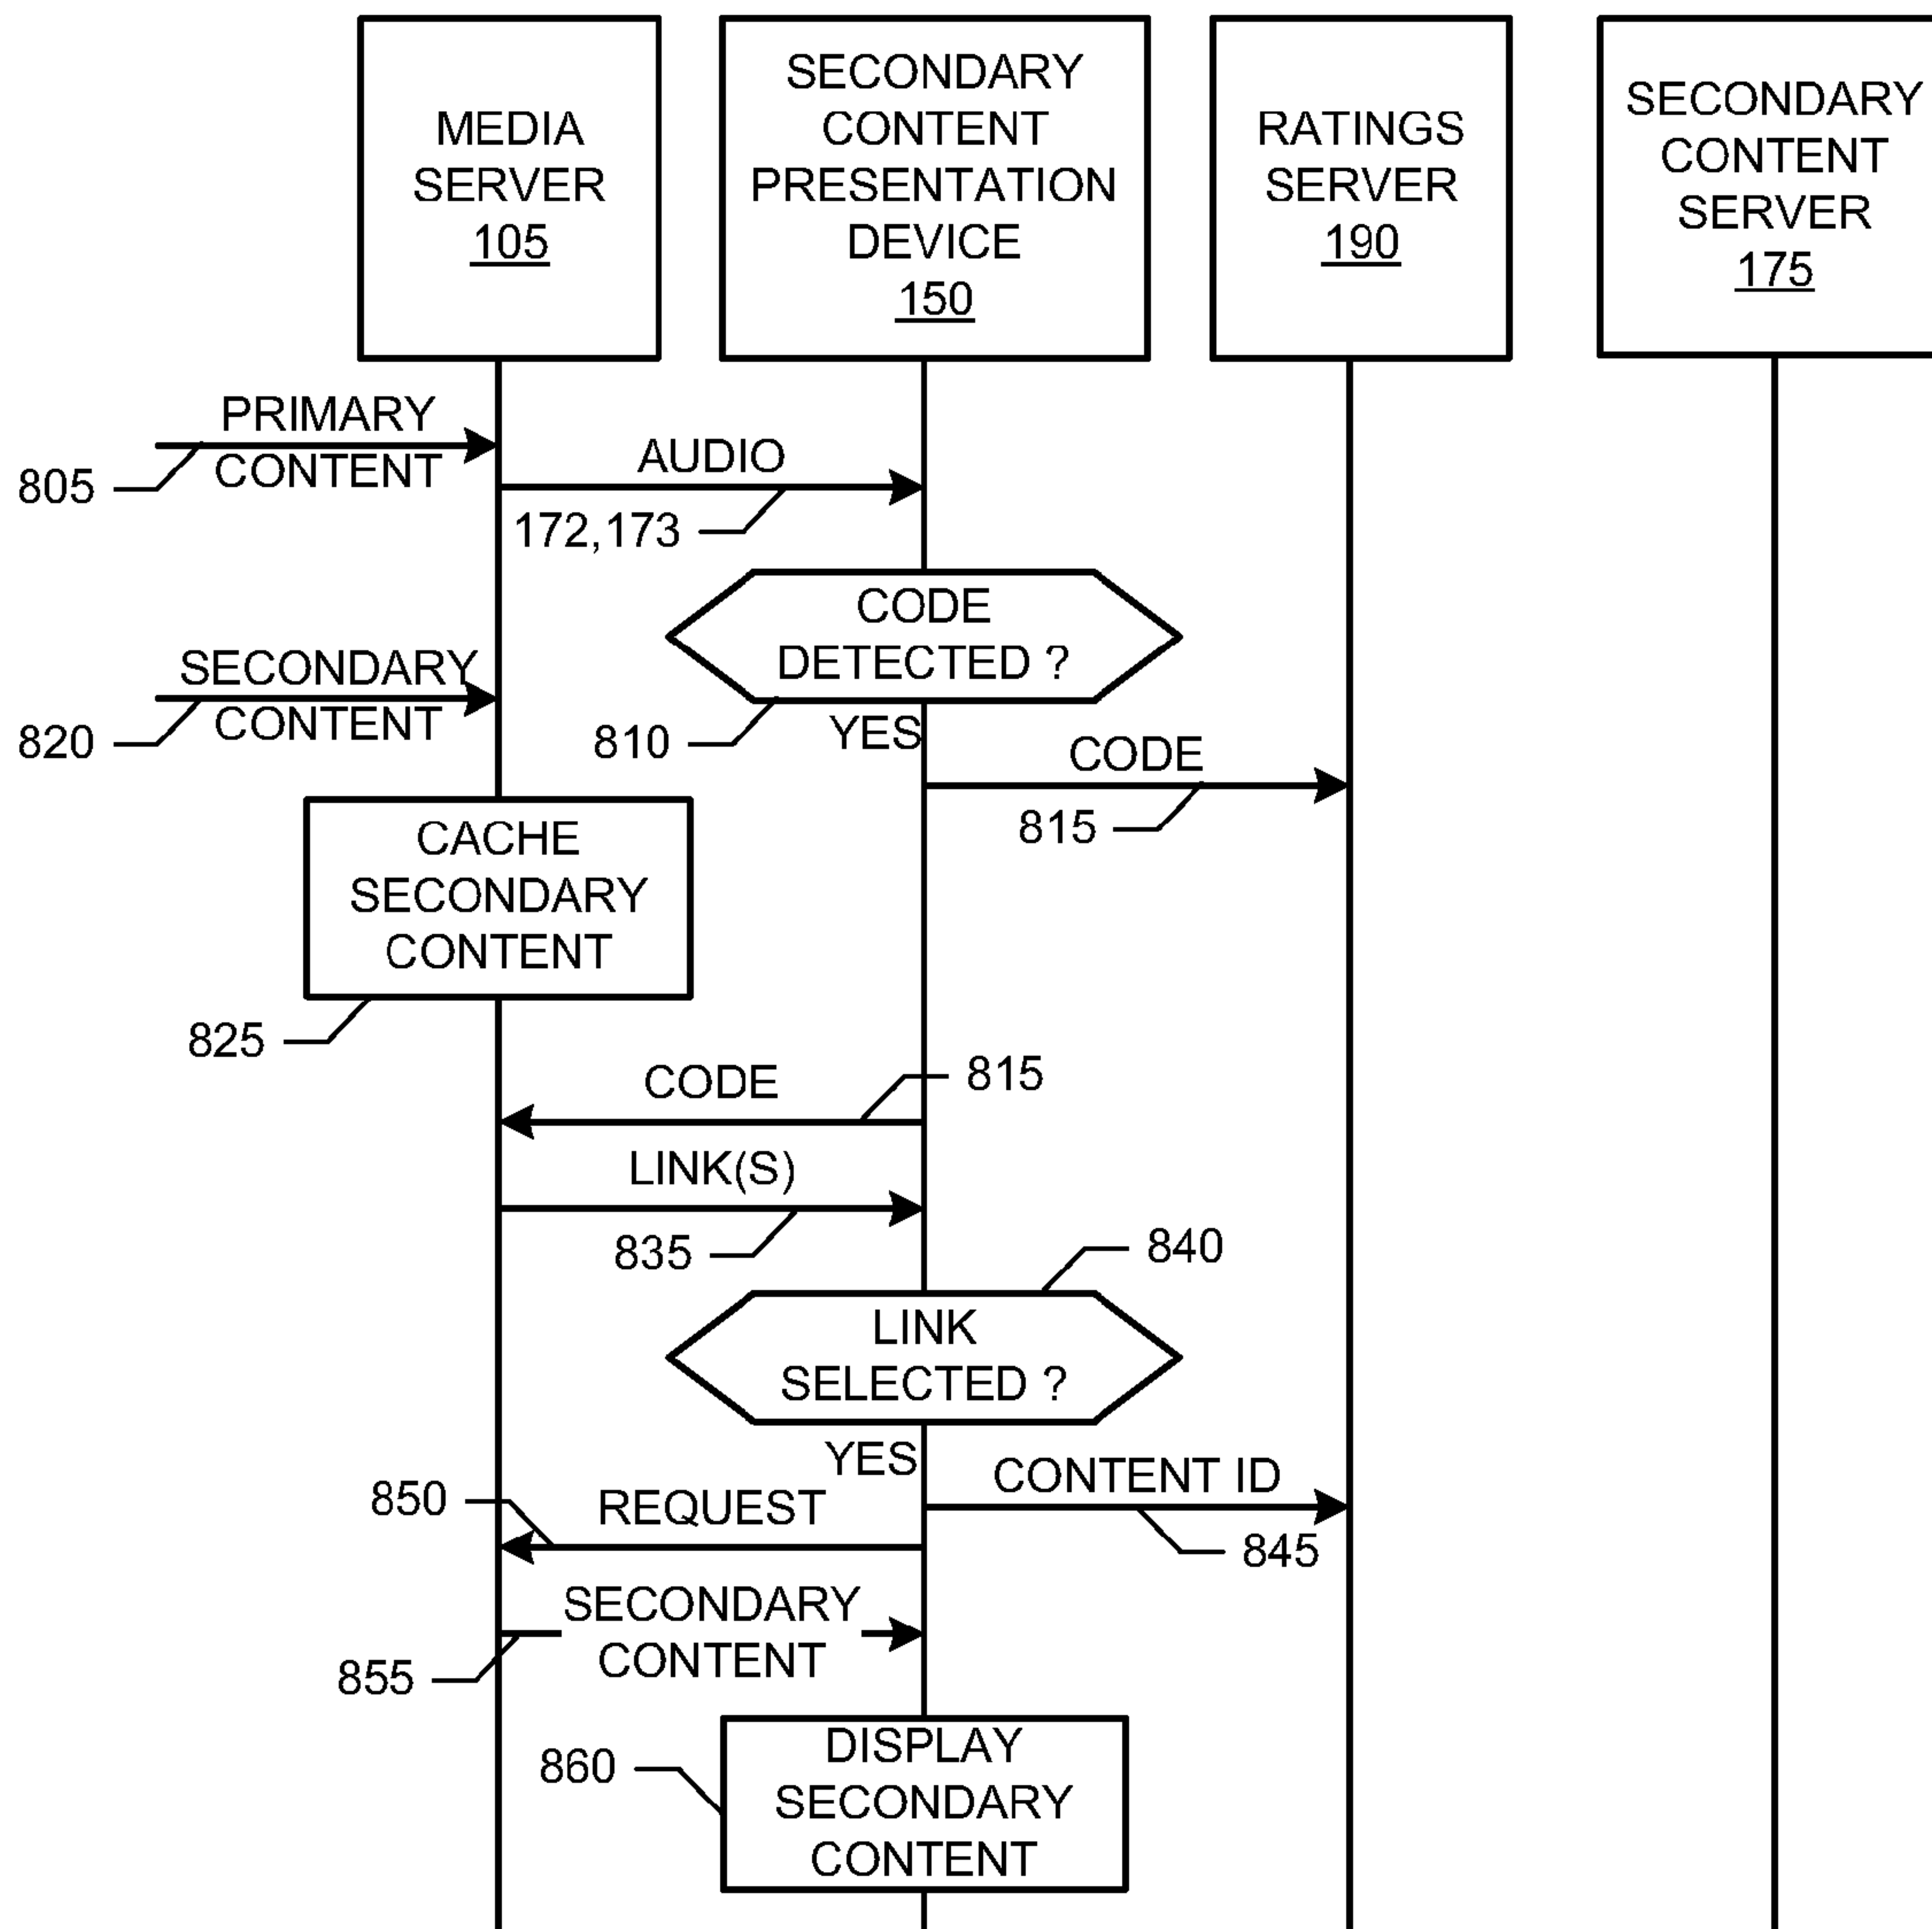 MEDIA
SERVER
105
SECONDARY
CONTENT
PRESENTATION
DEVICE
150
RATINGS
SERVER
190
SECONDARY
CONTENT
SERVER
175
PRIMARY
CONTENT
805
AUDIO
172,173
CODE
DETECTED ?
810
YES
SECONDARY
CONTENT
820
CODE
815
CACHE
SECONDARY
CONTENT
825
CODE
815
LINK(S)
835
840
LINK
SELECTED ?
YES
CONTENT ID
845
850
REQUEST
SECONDARY
CONTENT
855
860
DISPLAY
SECONDARY
CONTENT